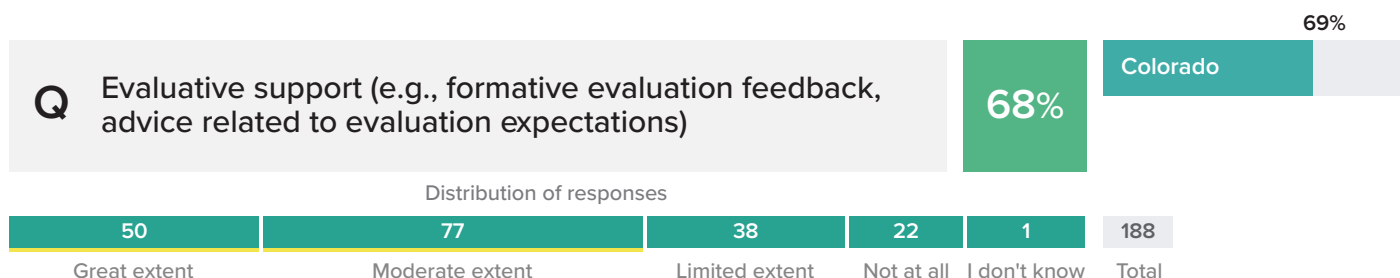 69%
Q
Evaluative support (e.g., formative evaluation feedback,
advice related to evaluation expectations)
68%
Colorado
Distribution of responses
50 77 38 22 1 188
Great extent Moderate extent Limited extent Not at all I don't know Total